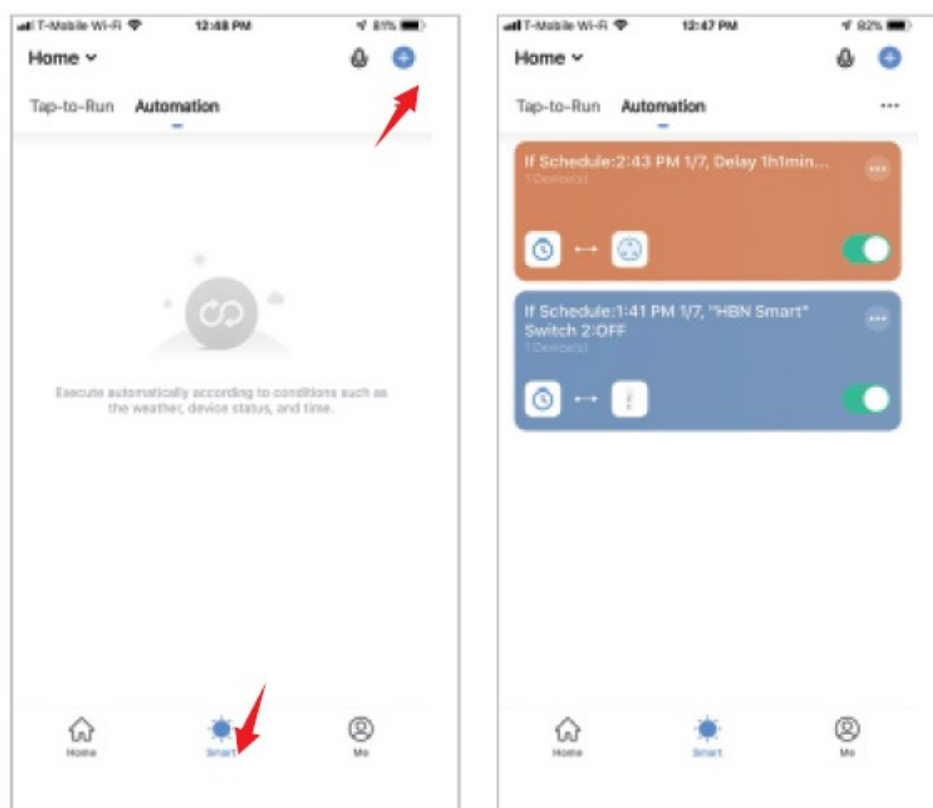 T-Mobile Wi-Fi 12:48 PM 81%
Home
Tap-to-Run Automation
Execute automatically according to conditions such as
the weather, device status, and time.
Home Smart Me
T-Mobile Wi-Fi 12:47 PM 82%
Home
Tap-to-Run Automation ...
If Schedule:2:43 PM 1/7, Delay 1h1min...
1 Device(s)
If Schedule:1:41 PM 1/7, "HBN Smart"
Switch 2:OFF
1 Device(s)
Home Smart Me